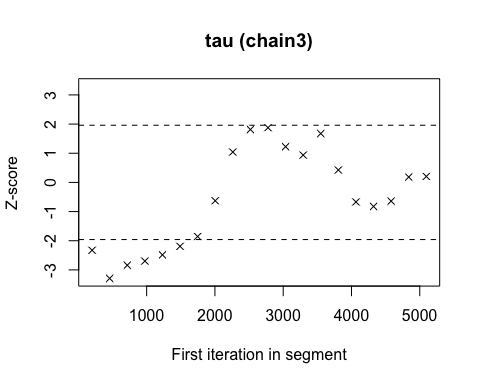 tau (chain3)
Z-score
3
2
1
0
-1
-2
-3
1000 2000 3000 4000 5000
First iteration in segment